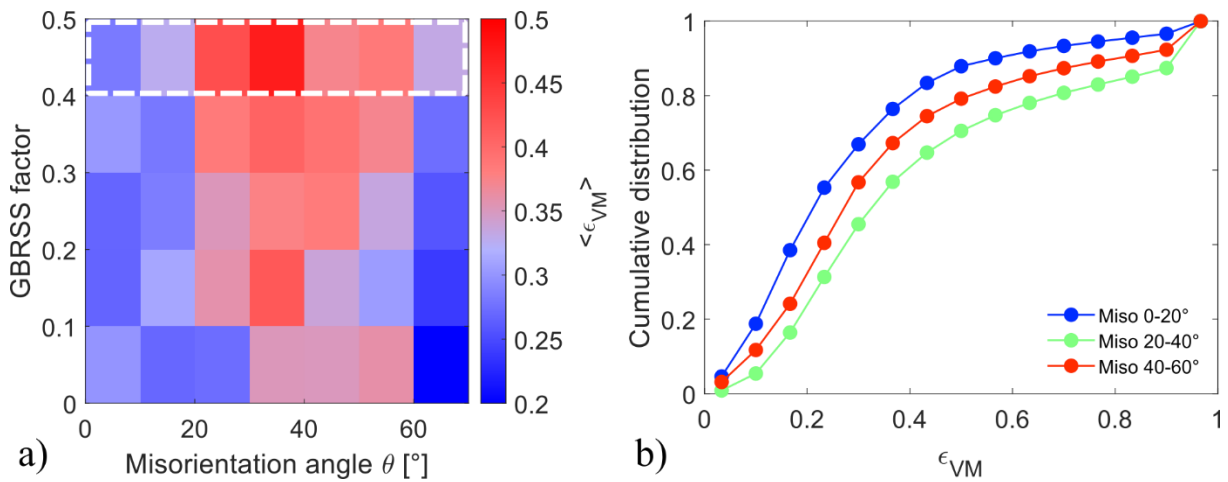 0.5
0.4
0.3
0.2
0.1
0
GBRSS factor
0 20 40 60
Misorientation angle θ [°]
a)
0.5
0.45
0.4
0.35
0.3
0.25
0.2
<ϵVM>
1
0.8
0.6
0.4
0.2
0
Cumulative distribution
Miso 0-20°
Miso 20-40°
Miso 40-60°
0 0.2 0.4 0.6 0.8 1
ϵVM
b)